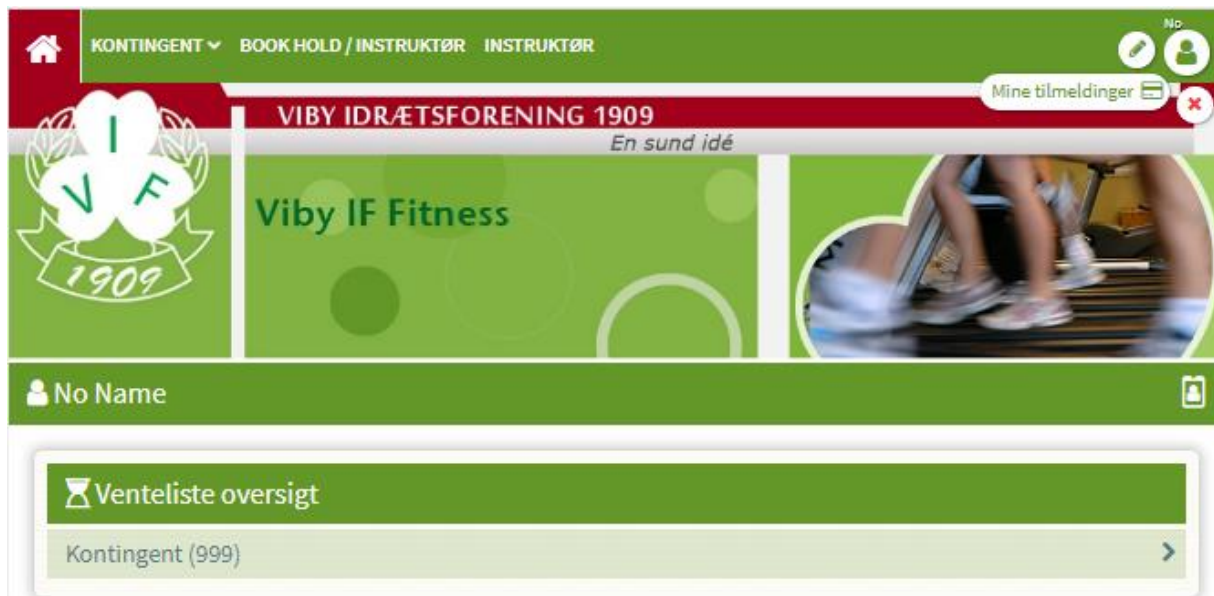 No
KONTINGENT BOOK HOLD / INSTRUKTØR INSTRUKTØR
Mine tilmeldinger
VIBY IDRÆTSFORENING 1909
En sund idé
I
V F
1909
Viby IF Fitness
No Name
Venteliste oversigt
Kontingent (999)